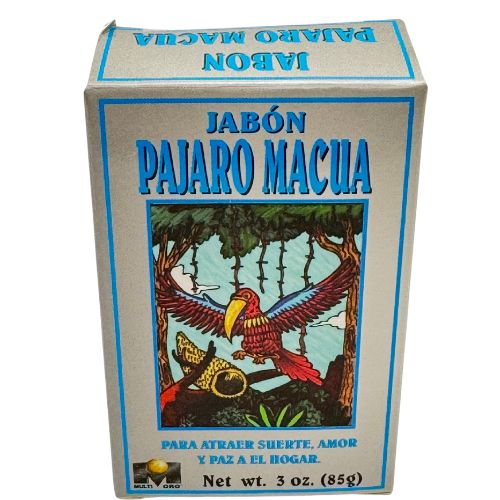 JABON
PAJARO MACUA
JABÓN
PAJARO MACUA
PARA ATRAER SUERTE, AMOR
Y PAZ A EL HOGAR.
MULTI ORO
Net wt. 3 oz. (85g)